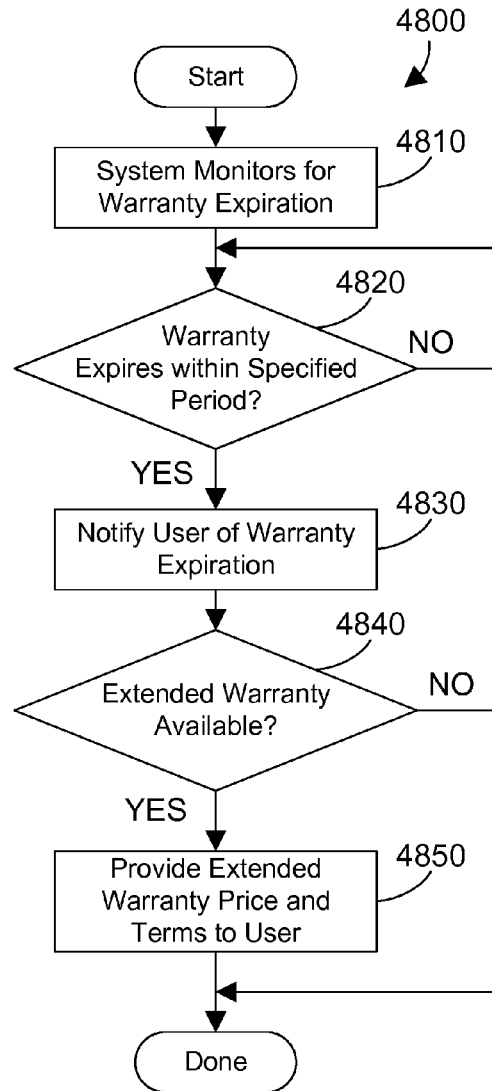 4800
Start
4810
System Monitors for
Warranty Expiration
4820
Warranty
Expires within Specified
Period?
NO
YES
4830
Notify User of Warranty
Expiration
4840
Extended Warranty
Available?
NO
YES
4850
Provide Extended
Warranty Price and
Terms to User
Done